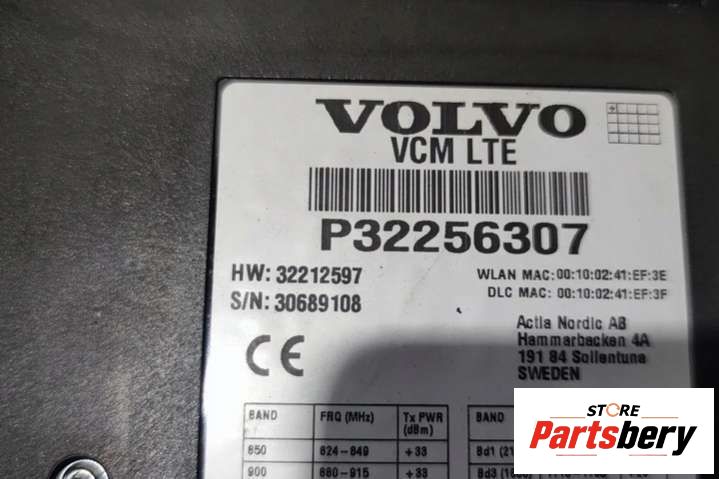 VOLVO
VCM LTE
P32256307
HW: 32212597
S/N: 30689108
WLAN MAC: 00:10:02:41:EF:3E
DLC MAC: 00:10:02:41:EF:3F
Actia Nordic AB
Hammarbacken 4A
191 84 Sollentuna
SWEDEN
CE
BAND FRQ (MHz) Tx PWR (dBm) BAND
850 824-849 +33 Bd1
900 880-915 +33 Bd3
STORE
Partsbery